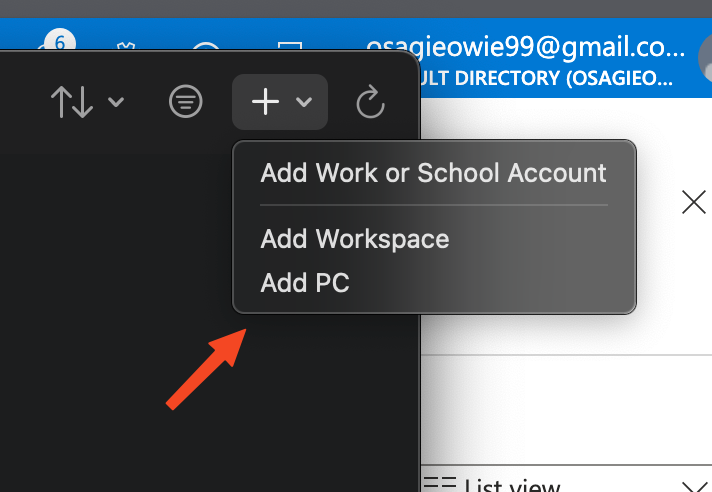 6
osagieowie99@gmail.co...
ULT DIRECTORY (OSAGIEO...
Add Work or School Account
Add Workspace
Add PC
List view